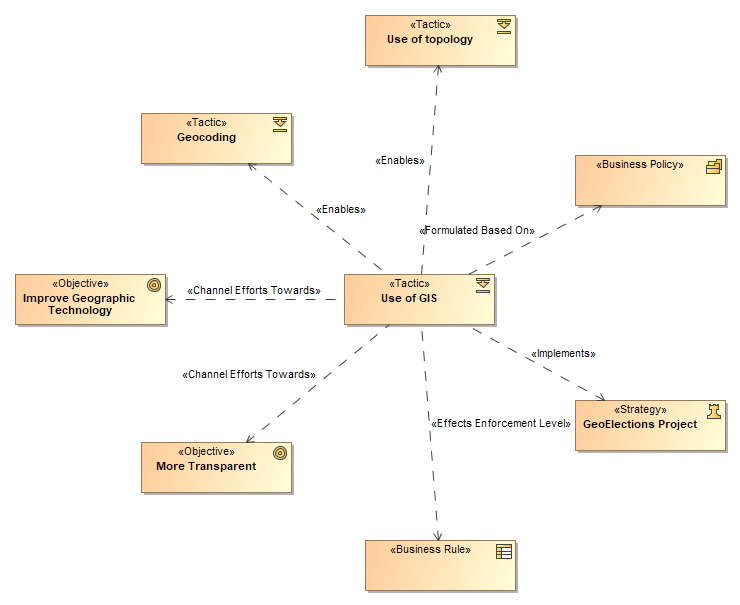 «Tactic»
Use of topology
«Tactic»
Geocoding
«Enables»
«Business Policy»
«Enables»
«Formulated Based On»
«Objective»
Improve Geographic
Technology
«Channel Efforts Towards»
«Tactic»
Use of GIS
«Implements»
«Channel Efforts Towards»
«Strategy»
GeoElections Project
«Effects Enforcement Level»
«Objective»
More Transparent
«Business Rule»